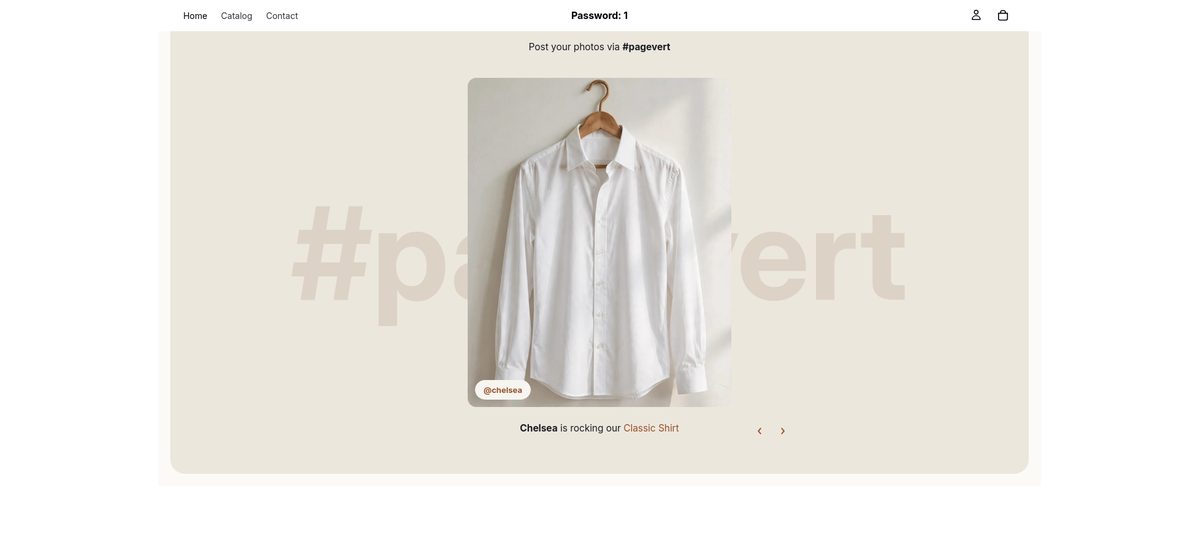 Home Catalog Contact Password: 1
Post your photos via #pagevert
@chelsea
Chelsea is rocking our Classic Shirt